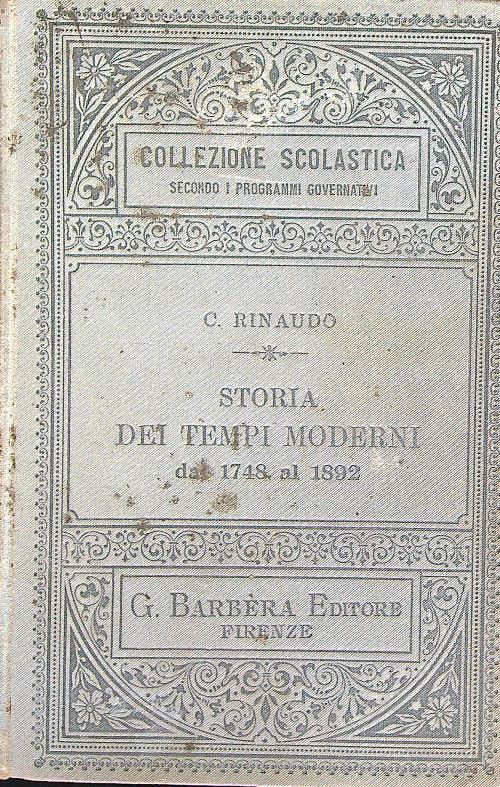 COLLEZIONE SCOLASTICA
SECONDO I PROGRAMMI GOVERNATIVI
C. RINAUDO
STORIA
DEI TEMPI MODERNI
dal 1748 al 1892
G. BARBÈRA EDITORE
FIRENZE